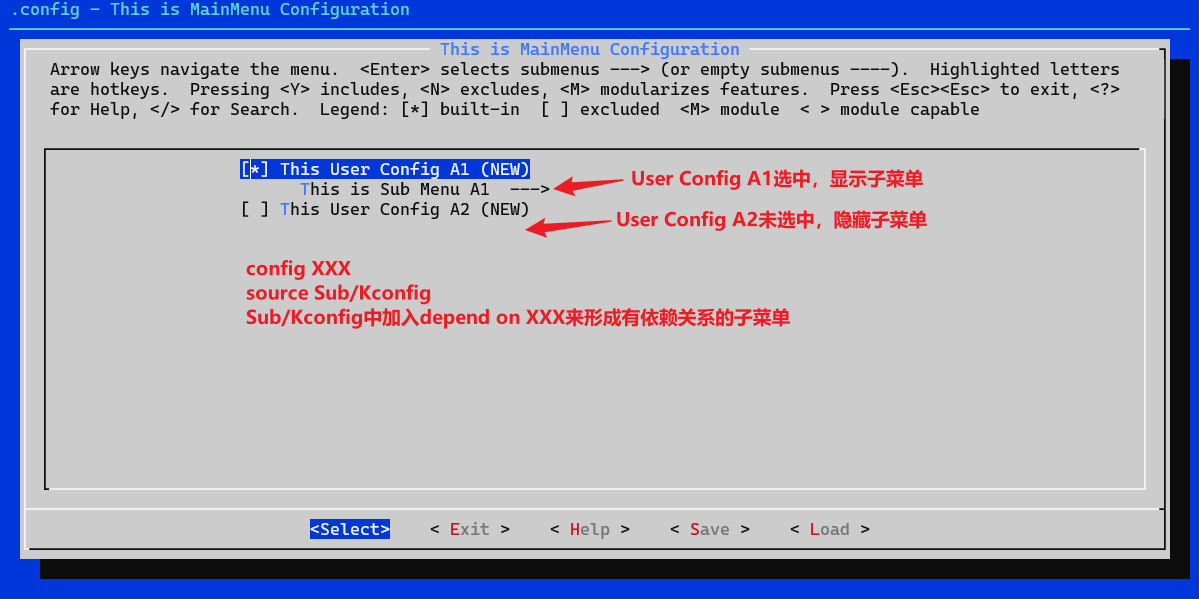 .config - This is MainMenu Configuration
This is MainMenu Configuration
Arrow keys navigate the menu.  <Enter> selects submenus ---> (or empty submenus ----).  Highlighted letters
are hotkeys.  Pressing <Y> includes, <N> excludes, <M> modularizes features.  Press <Esc><Esc> to exit, <?>
for Help, </> for Search.  Legend: [*] built-in  [ ] excluded  <M> module  < > module capable
[*] This User Config A1 (NEW)
This is Sub Menu A1  --->
User Config A1选中，显示子菜单
[ ] This User Config A2 (NEW)
User Config A2未选中，隐藏子菜单
config XXX
source Sub/Kconfig
Sub/Kconfig中加入depend on XXX来形成有依赖关系的子菜单
<Select>    < Exit >    < Help >    < Save >    < Load >